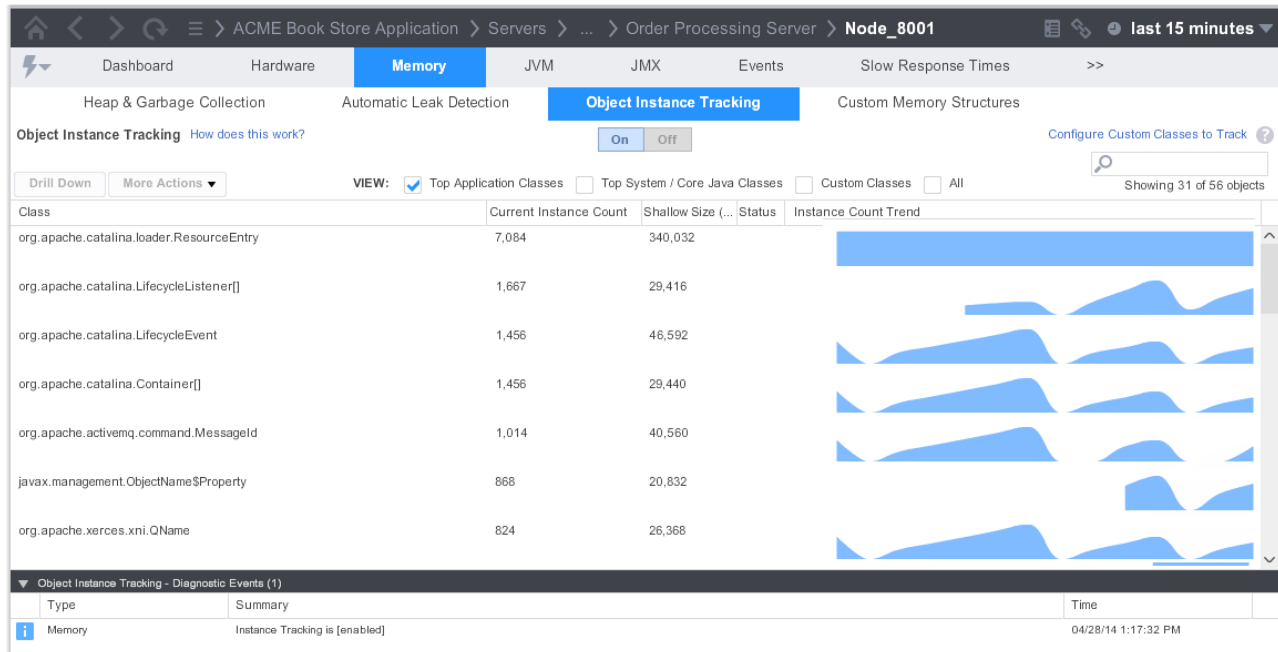 ACME Book Store Application > Servers > ... > Order Processing Server > Node_8001 last 15 minutes
Dashboard Hardware Memory JVM JMX Events Slow Response Times >>
Heap & Garbage Collection Automatic Leak Detection Object Instance Tracking Custom Memory Structures
Object Instance Tracking How does this work? On Off Configure Custom Classes to Track ?
Drill Down More Actions VIEW: Top Application Classes Top System / Core Java Classes Custom Classes All Showing 31 of 56 objects
Class Current Instance Count Shallow Size (... Status Instance Count Trend
org.apache.catalina.loader.ResourceEntry 7,084 340,032
org.apache.catalina.LifecycleListener[] 1,667 29,416
org.apache.catalina.LifecycleEvent 1,456 46,592
org.apache.catalina.Container[] 1,456 29,440
org.apache.activemq.command.MessageId 1,014 40,560
javax.management.ObjectName$Property 868 20,832
org.apache.xerces.xni.QName 824 26,368
Object Instance Tracking - Diagnostic Events (1)
Type Summary Time
i Memory Instance Tracking is [enabled] 04/28/14 1:17:32 PM